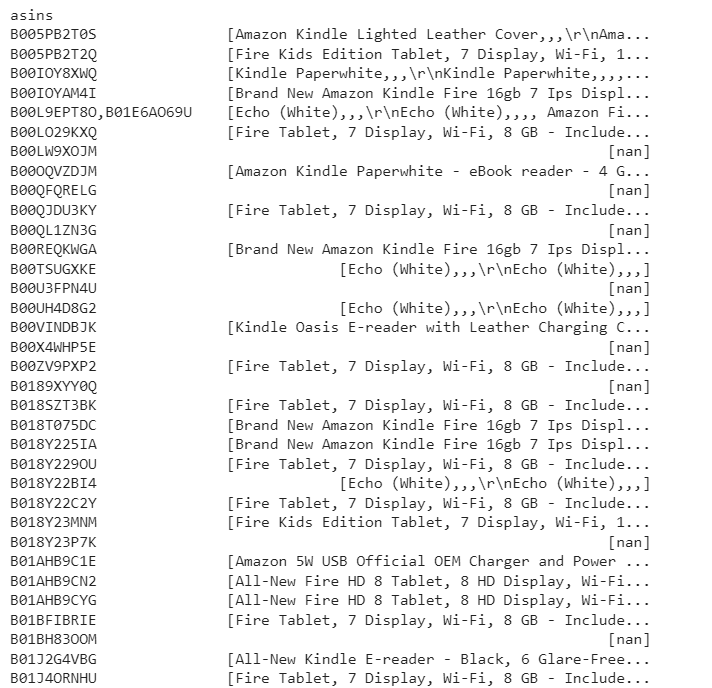 asins
B005PB2T0S [Amazon Kindle Lighted Leather Cover,,,\r\nAma...
B005PB2T2Q [Fire Kids Edition Tablet, 7 Display, Wi-Fi, 1...
B00IOY8XWQ [Kindle Paperwhite,,,\r\nKindle Paperwhite,,,,...
B00IOYAM4I [Brand New Amazon Kindle Fire 16gb 7 Ips Displ...
B00L9EPT8O,B01E6AO69U [Echo (White),,,\r\nEcho (White),,,, Amazon Fi...
B00LO29KXQ [Fire Tablet, 7 Display, Wi-Fi, 8 GB - Include...
B00LW9XOJM [nan]
B00OQVZDJM [Amazon Kindle Paperwhite - eBook reader - 4 G...
B00QFQRELG [nan]
B00QJDU3KY [Fire Tablet, 7 Display, Wi-Fi, 8 GB - Include...
B00QL1ZN3G [nan]
B00REQKWGA [Brand New Amazon Kindle Fire 16gb 7 Ips Displ...
B00TSUGXKE [Echo (White),,,\r\nEcho (White),,,]
B00U3FPN4U [nan]
B00UH4D8G2 [Echo (White),,,\r\nEcho (White),,,]
B00VINDBJK [Kindle Oasis E-reader with Leather Charging C...
B00X4WHP5E [nan]
B00ZV9PXP2 [Fire Tablet, 7 Display, Wi-Fi, 8 GB - Include...
B0189XYY0Q [nan]
B018SZT3BK [Fire Tablet, 7 Display, Wi-Fi, 8 GB - Include...
B018T075DC [Brand New Amazon Kindle Fire 16gb 7 Ips Displ...
B018Y225IA [Brand New Amazon Kindle Fire 16gb 7 Ips Displ...
B018Y229OU [Fire Tablet, 7 Display, Wi-Fi, 8 GB - Include...
B018Y22BI4 [Echo (White),,,\r\nEcho (White),,,]
B018Y22C2Y [Fire Tablet, 7 Display, Wi-Fi, 8 GB - Include...
B018Y23MNM [Fire Kids Edition Tablet, 7 Display, Wi-Fi, 1...
B018Y23P7K [nan]
B01AHB9C1E [Amazon 5W USB Official OEM Charger and Power ...
B01AHB9CN2 [All-New Fire HD 8 Tablet, 8 HD Display, Wi-Fi...
B01AHB9CYG [All-New Fire HD 8 Tablet, 8 HD Display, Wi-Fi...
B01BFIBRIE [Fire Tablet, 7 Display, Wi-Fi, 8 GB - Include...
B01BH83OOM [nan]
B01J2G4VBG [All-New Kindle E-reader - Black, 6 Glare-Free...
B01J4ORNHU [Fire Tablet, 7 Display, Wi-Fi, 8 GB - Include...